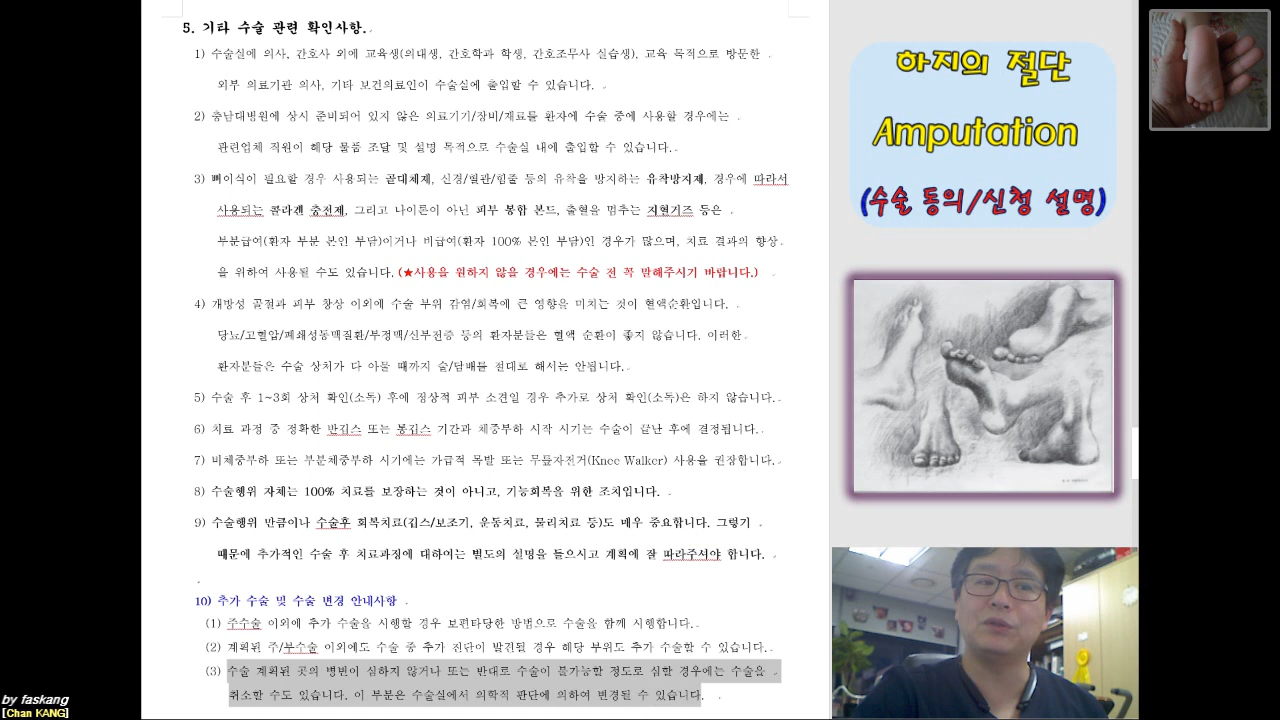 5. 기타 수술 관련 확인사항.
1) 수술실에 의사, 간호사 외에 교육생(의대생, 간호학과 학생, 간호조무사 실습생), 교육 목적으로 방문한
외부 의료기관 의사, 기타 보건의료인이 수술실에 출입할 수 있습니다.
2) 충남대병원에 상시 준비되어 있지 않은 의료기기/장비/재료를 환자에 수술 중에 사용할 경우에는
관련업체 직원이 해당 물품 조달 및 설명 목적으로 수술실 내에 출입할 수 있습니다.
3) 뼈이식이 필요할 경우 사용되는 골대체제, 신경/혈관/힘줄 등의 유착을 방지하는 유착방지제, 경우에 따라서
사용되는 콜라겐 충전제, 그리고 나이론이 아닌 피부 봉합 본드, 출혈을 멈추는 지혈거즈 등은
부분급여(환자 부분 본인 부담)이거나 비급여(환자 100% 본인 부담)인 경우가 많으며, 치료 결과의 향상
을 위하여 사용될 수도 있습니다. (★사용을 원하지 않을 경우에는 수술 전 꼭 말해주시기 바랍니다.)
4) 개방성 골절과 피부 창상 이외에 수술 부위 감염/회복에 큰 영향을 미치는 것이 혈액순환입니다.
당뇨/고혈압/폐쇄성동맥질환/부정맥/신부전증 등의 환자분들은 혈액 순환이 좋지 않습니다. 이러한
환자분들은 수술 상처가 다 아물 때까지 술/담배를 절대로 해서는 안됩니다.
5) 수술 후 1~3회 상처 확인(소독) 후에 정상적 피부 소견일 경우 추가로 상처 확인(소독)은 하지 않습니다.
6) 치료 과정 중 정확한 반깁스 또는 통깁스 기간과 체중부하 시작 시기는 수술이 끝난 후에 결정됩니다.
7) 비체중부하 또는 부분체중부하 시기에는 가급적 목발 또는 무릎자전거(Knee Walker) 사용을 권장합니다.
8) 수술행위 자체는 100% 치료를 보장하는 것이 아니고, 기능회복을 위한 조치입니다.
9) 수술행위 만큼이나 수술후 회복치료(깁스/보조기, 운동치료, 물리치료 등)도 매우 중요합니다. 그렇기
때문에 추가적인 수술 후 치료과정에 대하여는 별도의 설명을 들으시고 계획에 잘 따라주셔야 합니다.
10) 추가 수술 및 수술 변경 안내사항
(1) 주수술 이외에 추가 수술을 시행할 경우 보편타당한 방법으로 수술을 함께 시행합니다.
(2) 계획된 주/부수술 이외에도 수술 중 추가 진단이 발견될 경우 해당 부위도 추가 수술할 수 있습니다.
(3) 수술 계획된 곳의 병변이 심하지 않거나 또는 반대로 수술이 불가능할 정도로 심할 경우에는 수술을
취소할 수도 있습니다. 이 부분은 수술실에서 의학적 판단에 의하여 변경될 수 있습니다.
하지의 절단
Amputation
(수술 동의/신청 설명)
by faskang
[Chan KANG]